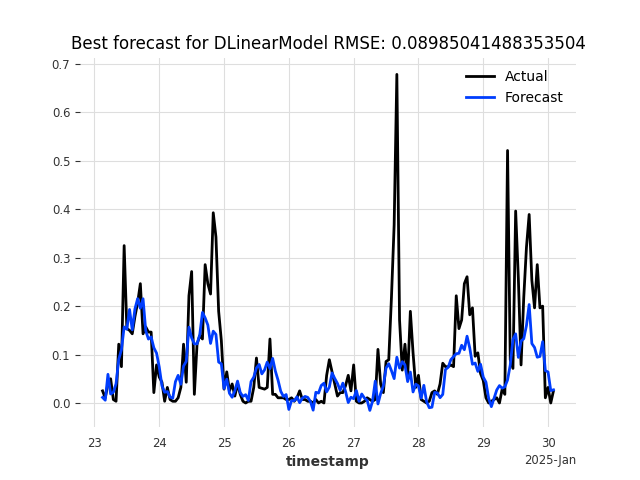 Best forecast for DLinearModel RMSE: 0.08985041488353504
Actual
Forecast
0.7
0.6
0.5
0.4
0.3
0.2
0.1
0.0
23 24 25 26 27 28 29 30
timestamp
2025-Jan